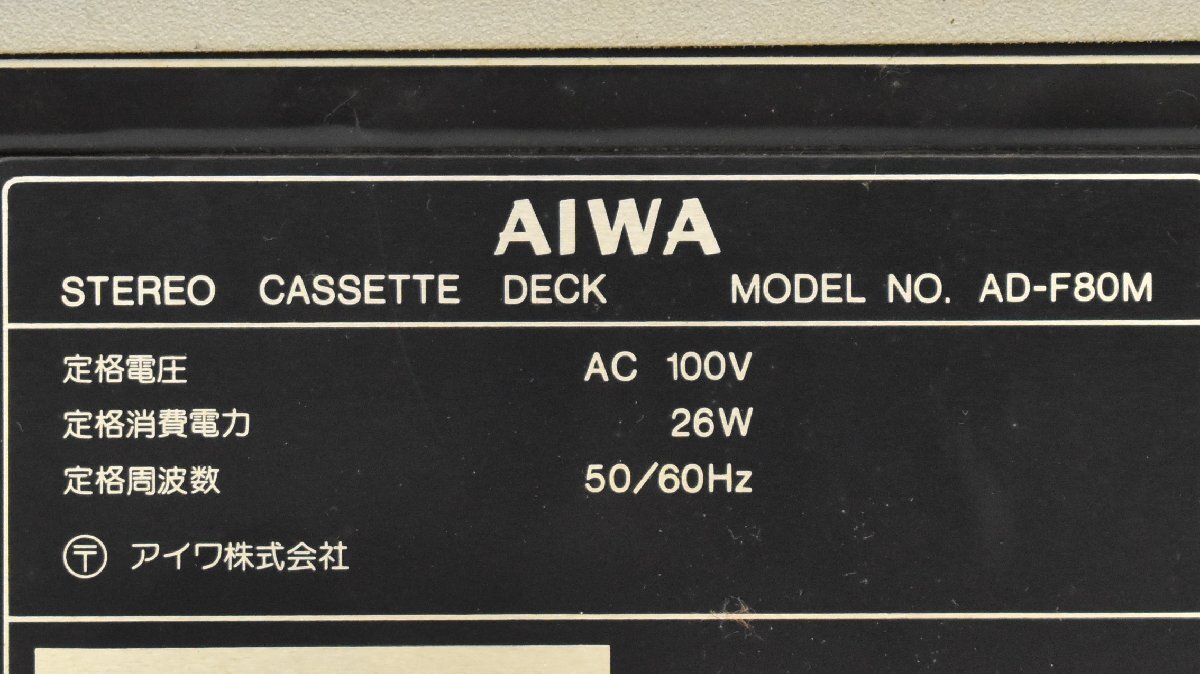 AIWA
STEREO CASSETTE DECK MODEL NO. AD-F80M
定格電圧 AC 100V
定格消費電力 26W
定格周波数 50/60Hz
〒 アイワ株式会社